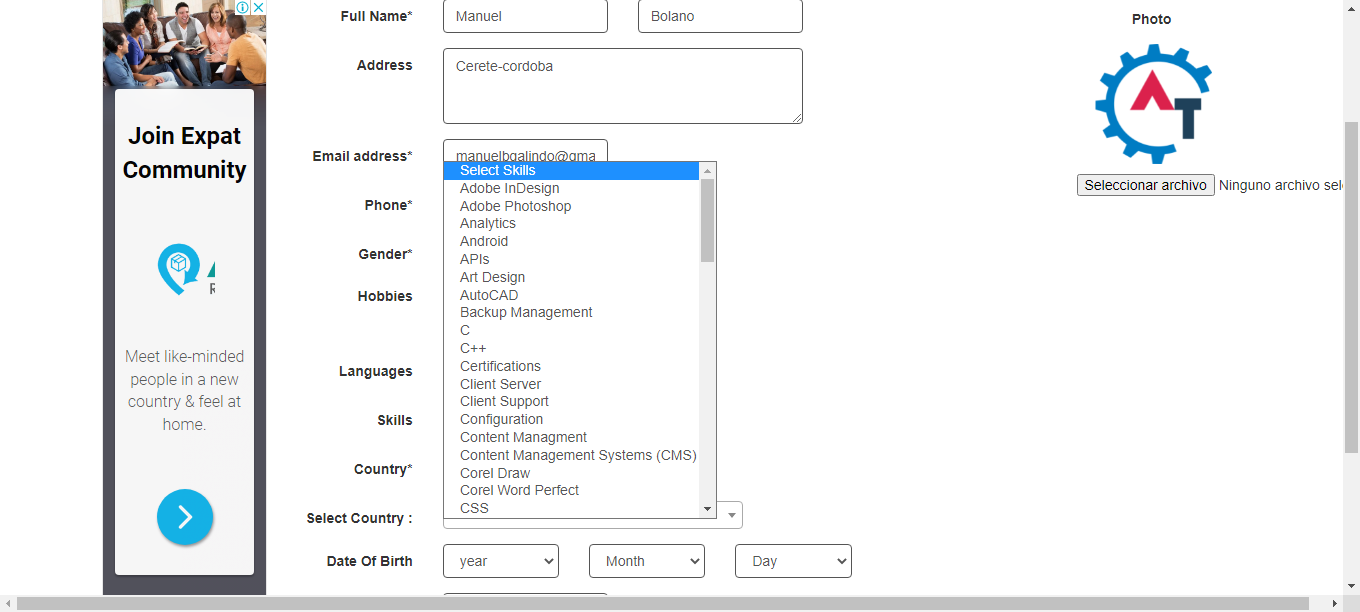 Join Expat
Community
R
Meet like-minded
people in a new
country & feel at
home.
Full Name*
Manuel
Bolano
Address
Cerete-cordoba
Email address*
manuelbgalindo@gma
Phone*
Gender*
Hobbies
Languages
Skills
Country*
Select Country :
Date Of Birth
year
Month
Day
Select Skills
Adobe InDesign
Adobe Photoshop
Analytics
Android
APIs
Art Design
AutoCAD
Backup Management
C
C++
Certifications
Client Server
Client Support
Configuration
Content Managment
Content Management Systems (CMS)
Corel Draw
Corel Word Perfect
CSS
Photo
AT
Seleccionar archivo
Ninguno archivo sel